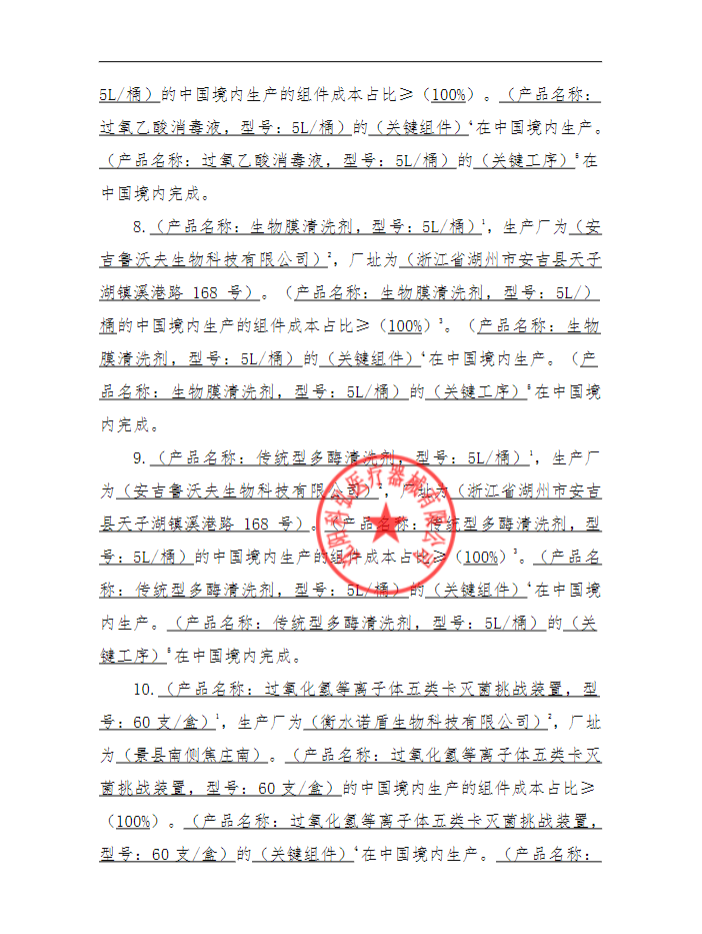 5L/桶）的中国境内生产的组件成本占比≥（100%）。（产品名称：
过氧乙酸消毒液，型号：5L/桶）的（关键组件）⁴在中国境内生产。
（产品名称：过氧乙酸消毒液，型号：5L/桶）的（关键工序）⁵在
中国境内完成。
8.（产品名称：生物膜清洗剂，型号：5L/桶）¹，生产厂为（安
吉鲁沃夫生物科技有限公司）²，厂址为（浙江省湖州市安吉县天子
湖镇溪港路 168 号）。（产品名称：生物膜清洗剂，型号：5L/）
桶的中国境内生产的组件成本占比≥（100%）³。（产品名称：生物
膜清洗剂，型号：5L/桶）的（关键组件）⁴在中国境内生产。（产
品名称：生物膜清洗剂，型号：5L/桶）的（关键工序）⁵在中国境
内完成。
9.（产品名称：传统型多酶清洗剂，型号：5L/桶）¹，生产厂
为（安吉鲁沃夫生物科技有限公司）²，厂址为（浙江省湖州市安吉
县天子湖镇溪港路 168 号）。（产品名称：传统型多酶清洗剂，型
号：5L/桶）的中国境内生产的组件成本占比≥（100%）³。（产品名
称：传统型多酶清洗剂，型号：5L/桶）的（关键组件）⁴在中国境
内生产。（产品名称：传统型多酶清洗剂，型号：5L/桶）的（关
键工序）⁵在中国境内完成。
10.（产品名称：过氧化氢等离子体五类卡灭菌挑战装置，型
号：60支/盒）¹，生产厂为（衡水诺盾生物科技有限公司）²，厂址
为（景县南侧焦庄南）。（产品名称：过氧化氢等离子体五类卡灭
菌挑战装置，型号：60支/盒）的中国境内生产的组件成本占比≥
（100%）。（产品名称：过氧化氢等离子体五类卡灭菌挑战装置，
型号：60支/盒）的（关键组件）⁴在中国境内生产。（产品名称：
医疗器械有限公司